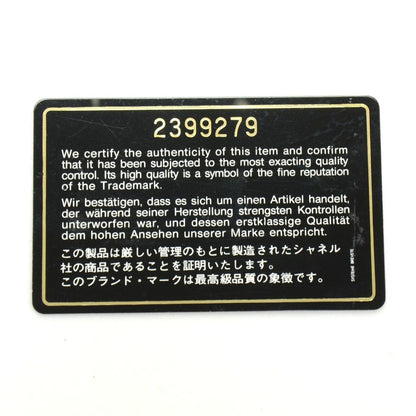 2399279
We certify the authenticity of this item and confirm
that it has been subjected to the most exacting quality
control. Its high quality is a symbol of the fine reputation
of the Trademark.
Wir bestätigen, dass es sich um einen Artikel handelt,
der während seiner Herstellung strengsten Kontrollen
unterworfen war, und dessen erstklassige Qualität
dem hohen Ansehen unserer Marke entspricht.
この製品は厳しい管理のもとに製造されたシャネル
社の商品であることを証明いたします。
このブランド・マークは最高級品質の象徴です。